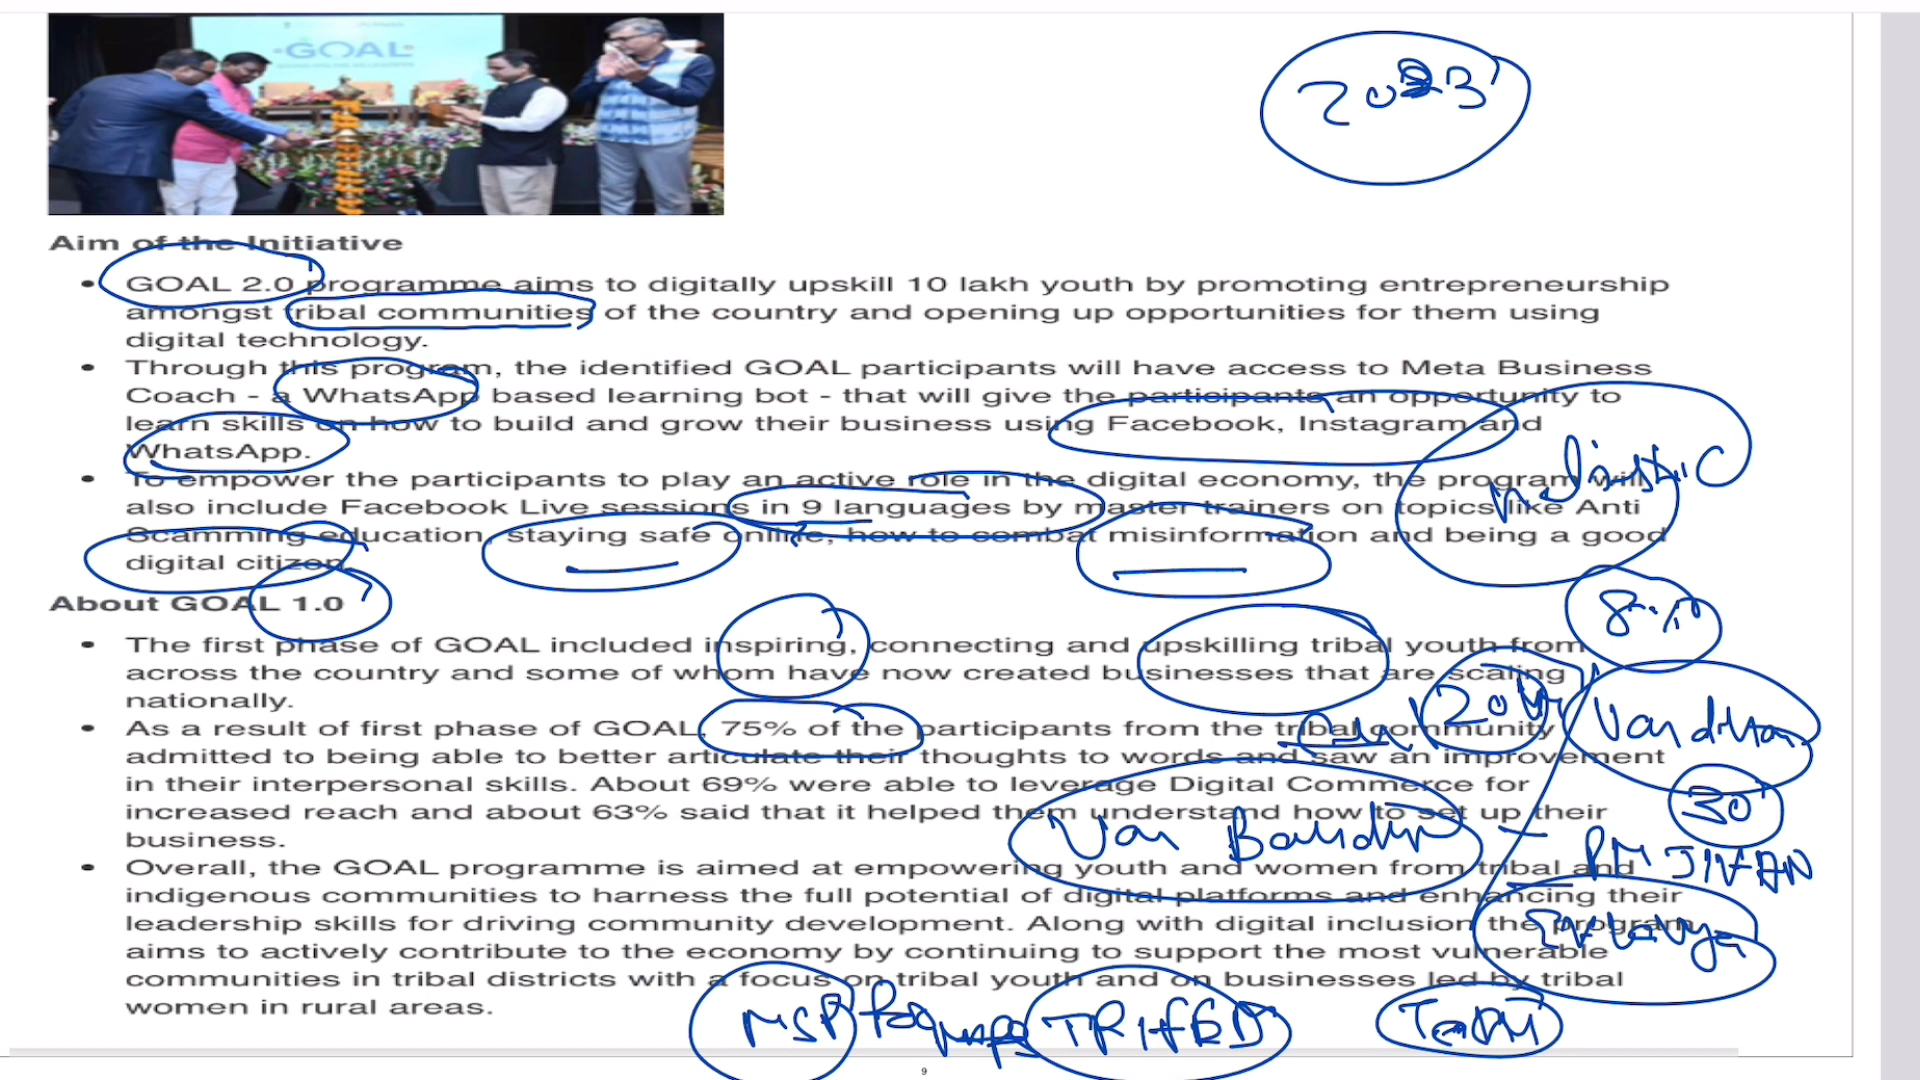 GOAL
2023
Aim of the Initiative
• GOAL 2.0 programme aims to digitally upskill 10 lakh youth by promoting entrepreneurship
amongst tribal communities of the country and opening up opportunities for them using
digital technology.
• Through this program, the identified GOAL participants will have access to Meta Business
Coach - a WhatsApp based learning bot - that will give the participants an opportunity to
learn skills on how to build and grow their business using Facebook, Instagram and
WhatsApp.
• To empower the participants to play an active role in the digital economy, the program will
also include Facebook Live sessions in 9 languages by master trainers on topics like Anti
Scamming education, staying safe online, how to combat misinformation and being a good
digital citizen.
About GOAL 1.0
• The first phase of GOAL included inspiring, connecting and upskilling tribal youth from
across the country and some of whom have now created businesses that are scaling
nationally.
• As a result of first phase of GOAL, 75% of the participants from the tribal community
admitted to being able to better articulate their thoughts to words and saw an improvement
in their interpersonal skills. About 69% were able to leverage Digital Commerce for
increased reach and about 63% said that it helped them understand how to set up their
business.
• Overall, the GOAL programme is aimed at empowering youth and women from tribal and
indigenous communities to harness the full potential of digital platforms and enhancing their
leadership skills for driving community development. Along with digital inclusion the program
aims to actively contribute to the economy by continuing to support the most vulnerable
communities in tribal districts with a focus on tribal youth and on businesses led by tribal
women in rural areas.
Van dhan
30
Van Bandhu
PM JIVAN
MSP TRIFED
9